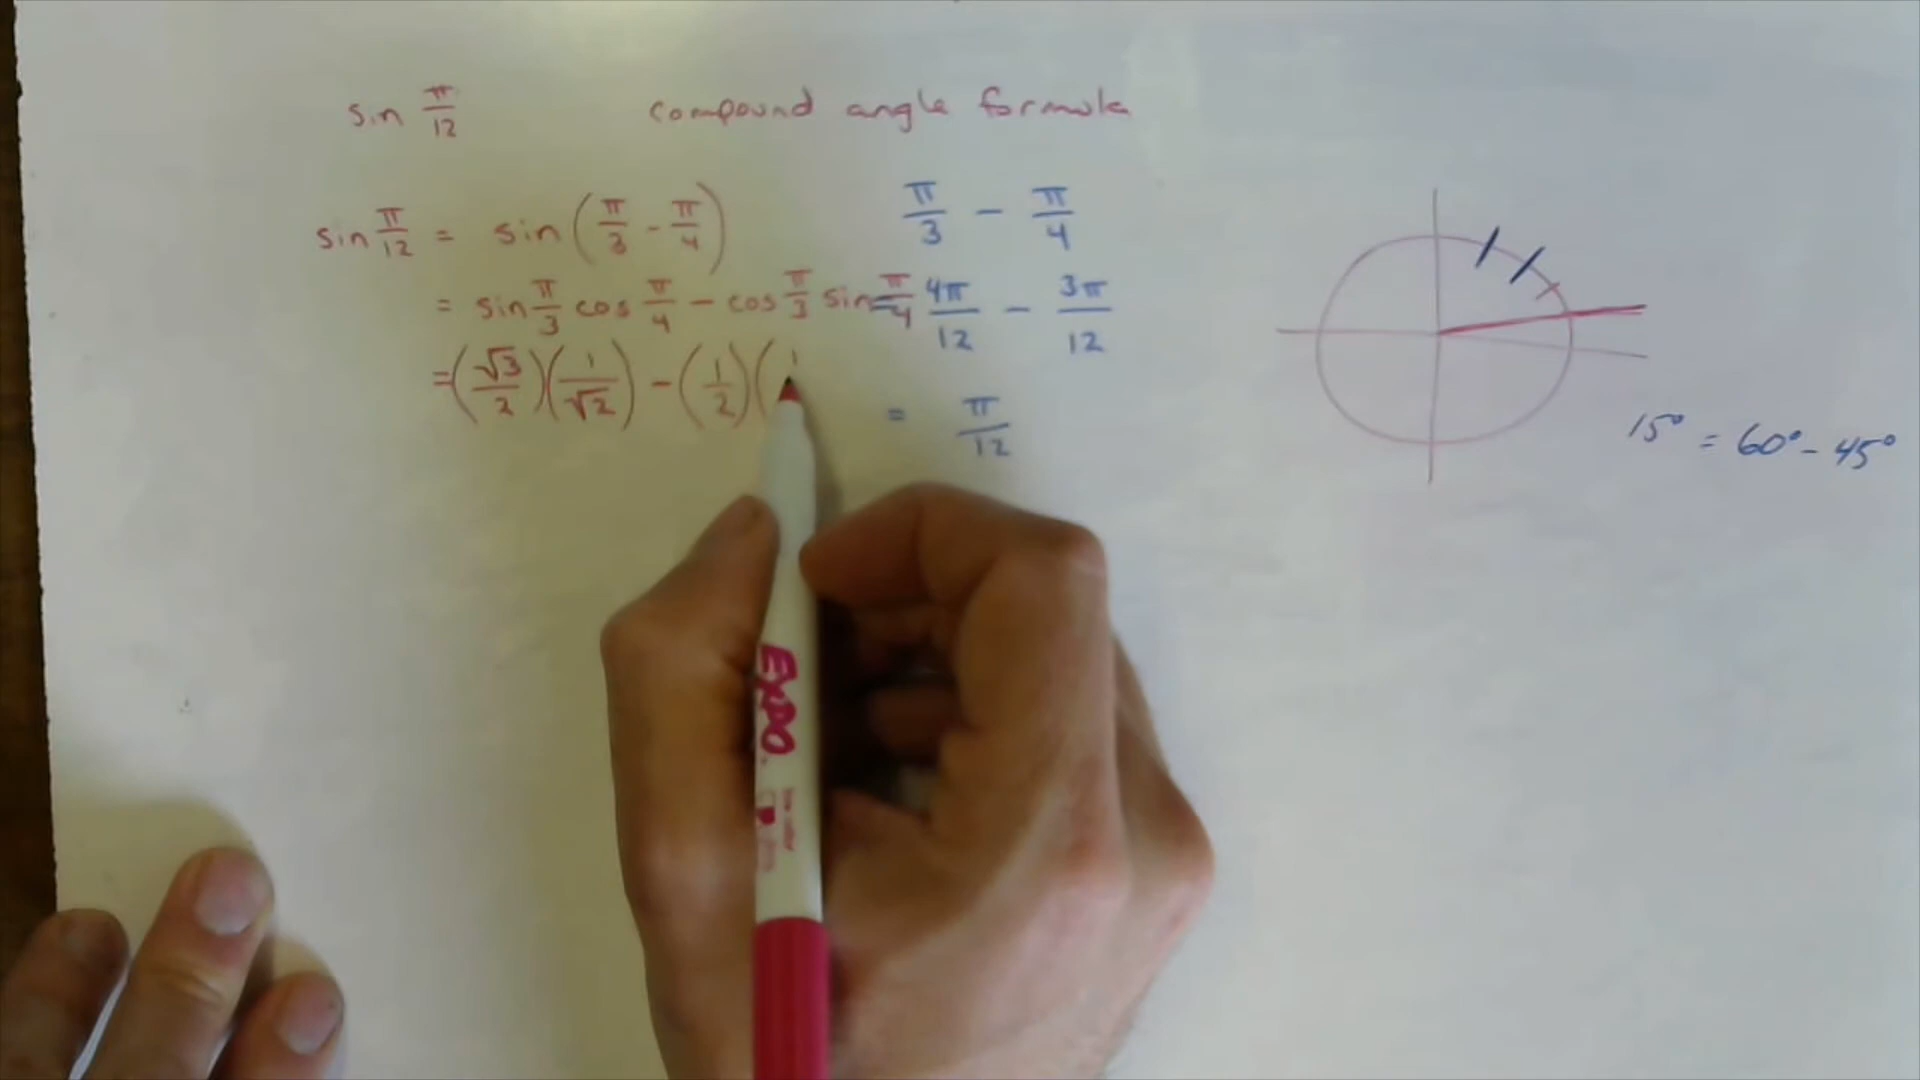 sin π/12 compound angle formula
sin π/12 = sin (π/3 - π/4)
= sin π/3 cos π/4 - cos π/3 sin π/4
= (√3/2)(1/√2) - (1/2)(1
π/3 - π/4
= 4π/12 - 3π/12
= π/12
15° = 60° - 45°
EXPO.